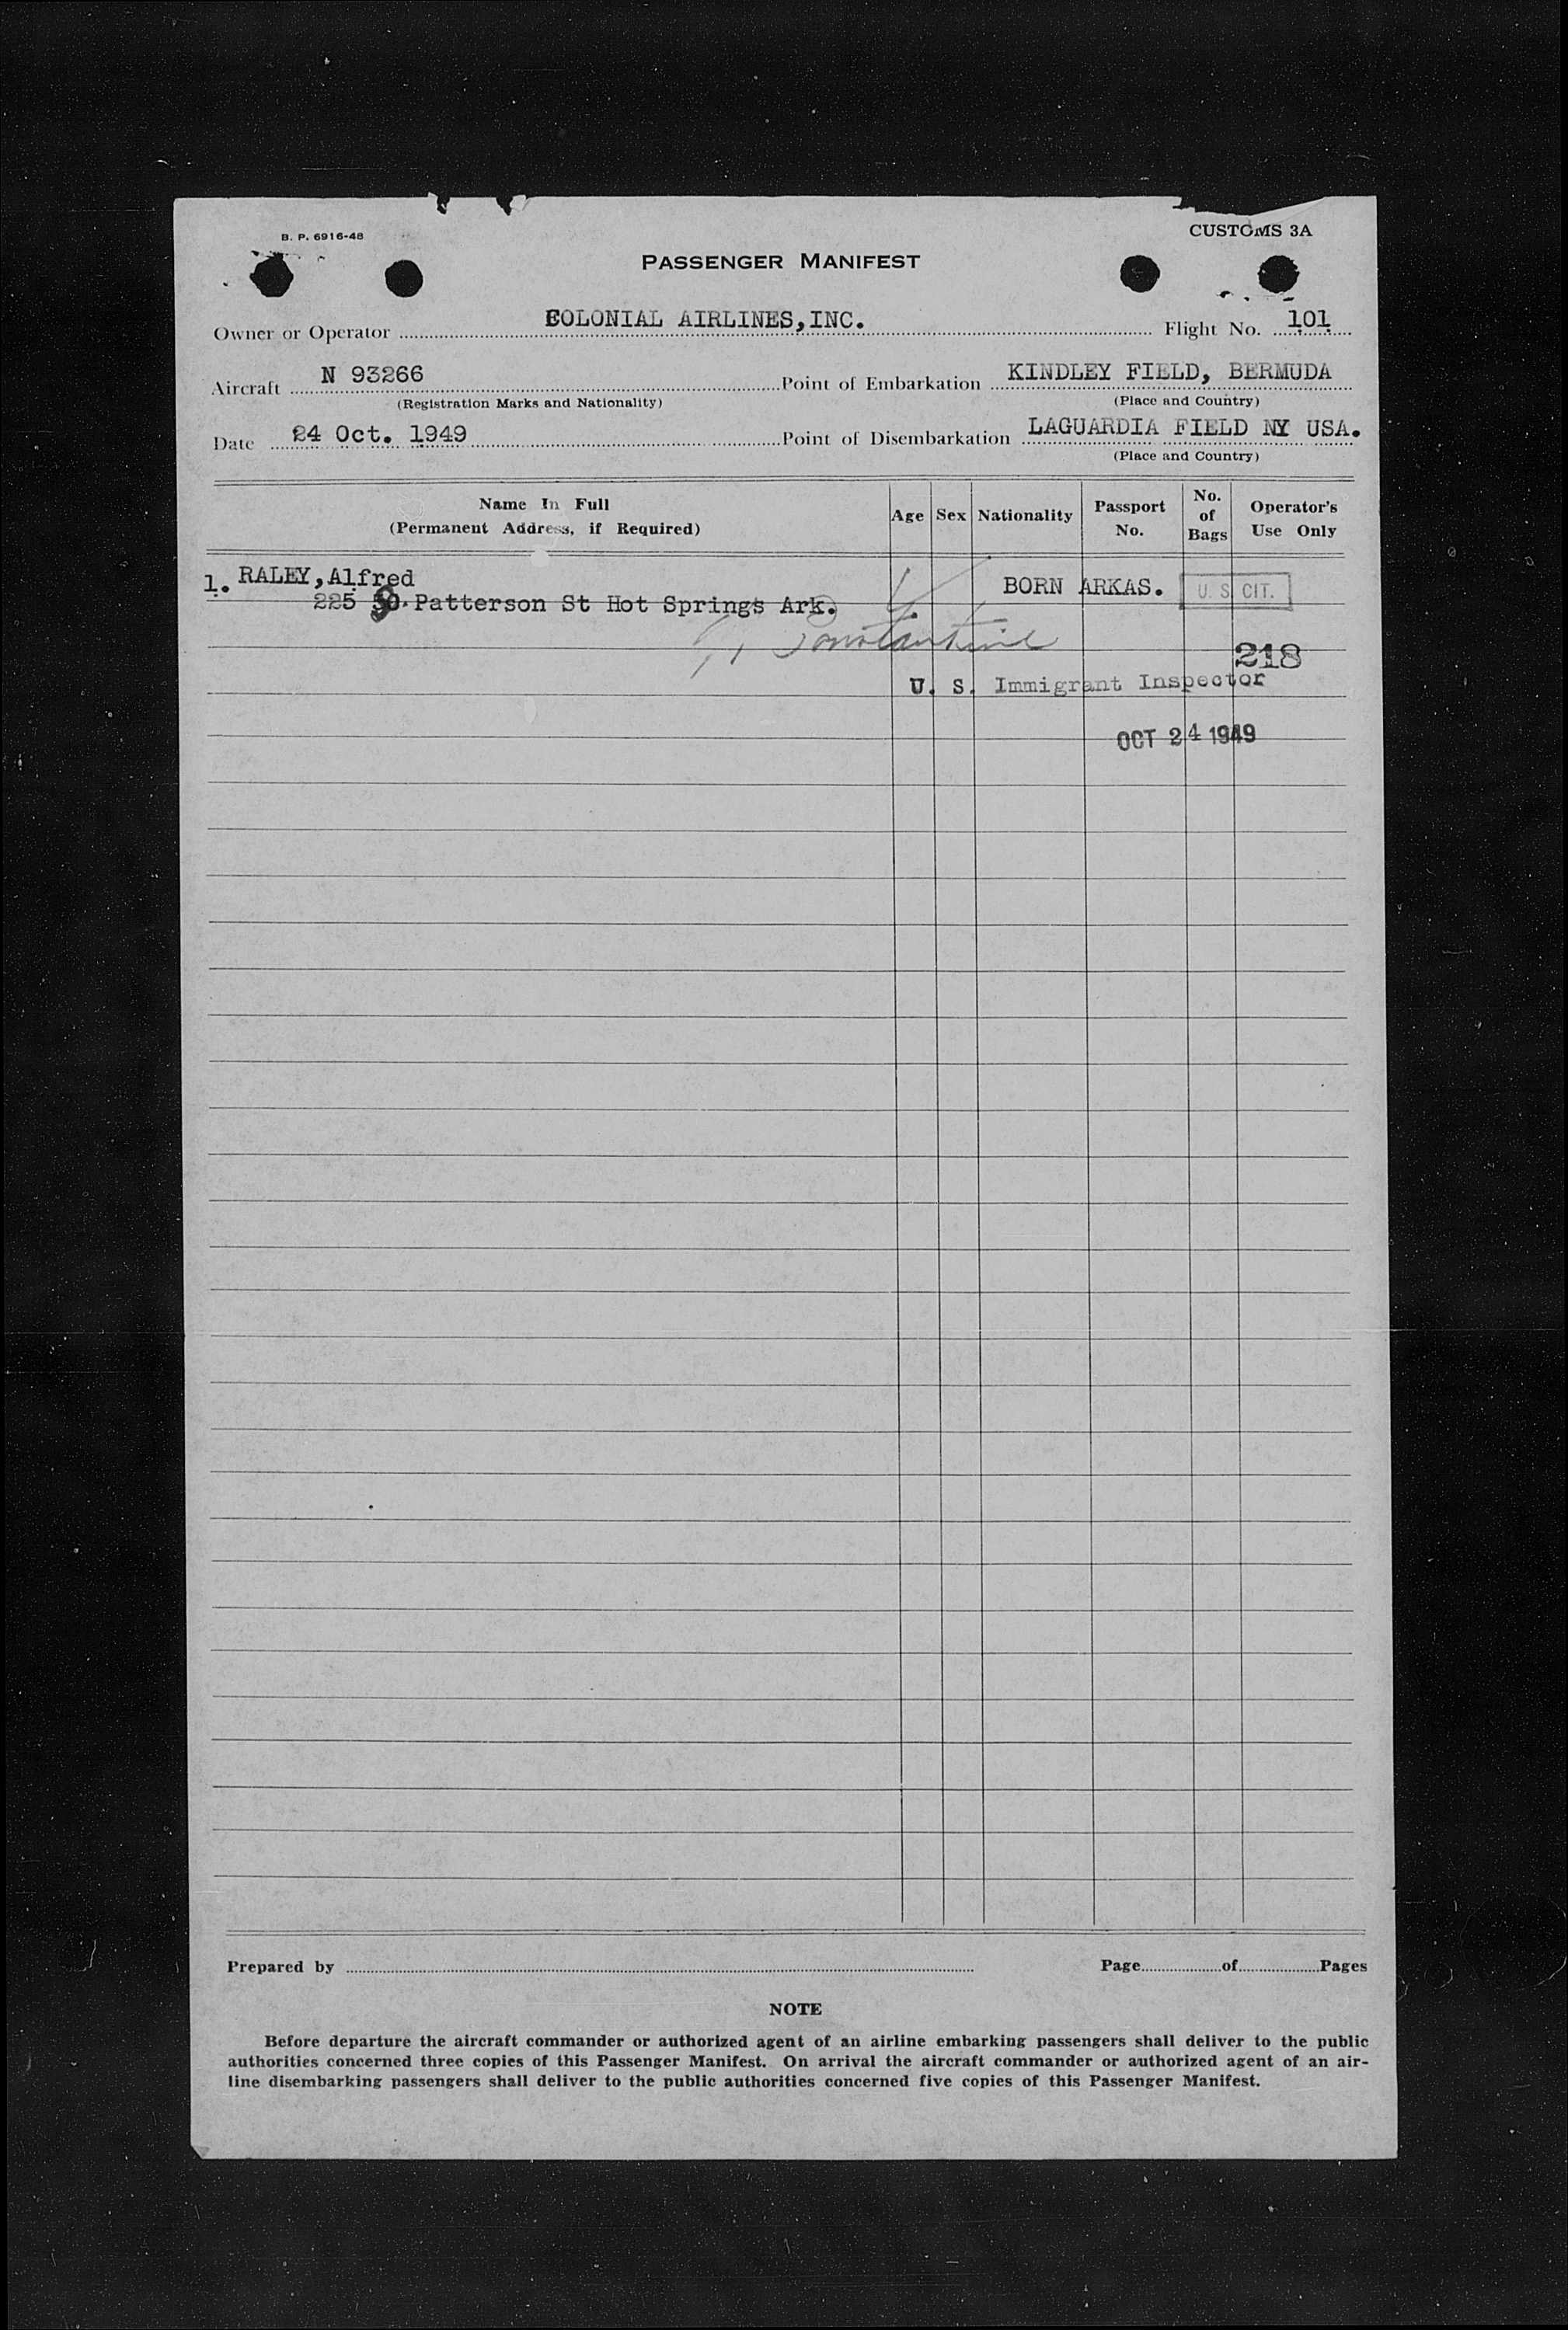 B. P. 6916-48
CUSTOMS 3A
PASSENGER MANIFEST
Owner or Operator COLONIAL AIRLINES,INC. Flight No. 101
Aircraft N 93266 Point of Embarkation KINDLEY FIELD, BERMUDA
(Registration Marks and Nationality) (Place and Country)
Date 24 Oct. 1949 Point of Disembarkation LAGUARDIA FIELD NY USA.
(Place and Country)
Name In Full (Permanent Address, if Required) Age Sex Nationality Passport No. No. of Bags Operator's Use Only
1. RALEY,Alfred BORN ARKAS. U. S. CIT.
225 Patterson St Hot Springs Ark.
Constantine
218
U. S. Immigrant Inspector
OCT 24 1949
Prepared by Page of Pages
NOTE
Before departure the aircraft commander or authorized agent of an airline embarking passengers shall deliver to the public
authorities concerned three copies of this Passenger Manifest. On arrival the aircraft commander or authorized agent of an air-
line disembarking passengers shall deliver to the public authorities concerned five copies of this Passenger Manifest.